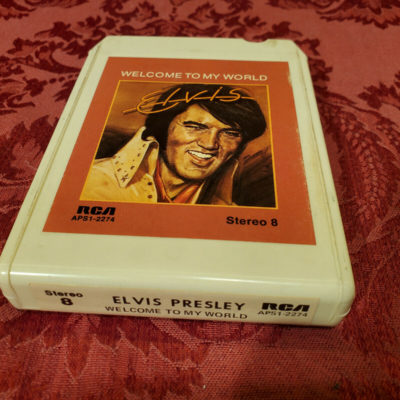 WELCOME TO MY WORLD
ELVIS
RCA
APS1-2274
Stereo 8
Stereo
8
ELVIS PRESLEY
WELCOME TO MY WORLD
RCA
APS1-2274